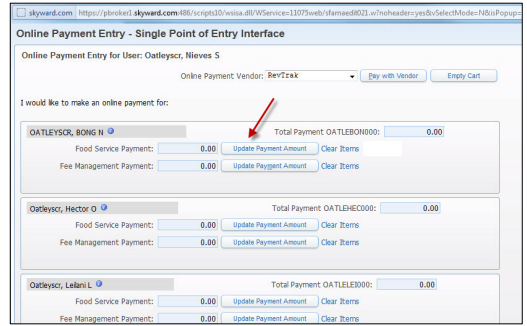 skyward.com https://pbroker1.skyward.com:486/scripts10/wsisa.dll/WService=11075web/sfamaedit021.w?noheader=yes&vSelectMode=N&isPopup=
Online Payment Entry - Single Point of Entry Interface
Online Payment Entry for User: Oatleyscr, Nieves S
Online Payment Vendor: RevTrak Pay with Vendor Empty Cart
I would like to make an online payment for:
OATLEYSCR, BONG N Total Payment OATLEBON000: 0.00
Food Service Payment: 0.00 Update Payment Amount Clear Items
Fee Management Payment: 0.00 Update Payment Amount Clear Items
Oatleyscr, Hector O Total Payment OATLEHEC000: 0.00
Food Service Payment: 0.00 Update Payment Amount Clear Items
Fee Management Payment: 0.00 Update Payment Amount Clear Items
Oatleyscr, Leilani L Total Payment OATLELEI000: 0.00
Food Service Payment: 0.00 Update Payment Amount Clear Items
Fee Management Payment: 0.00 Update Payment Amount Clear Items